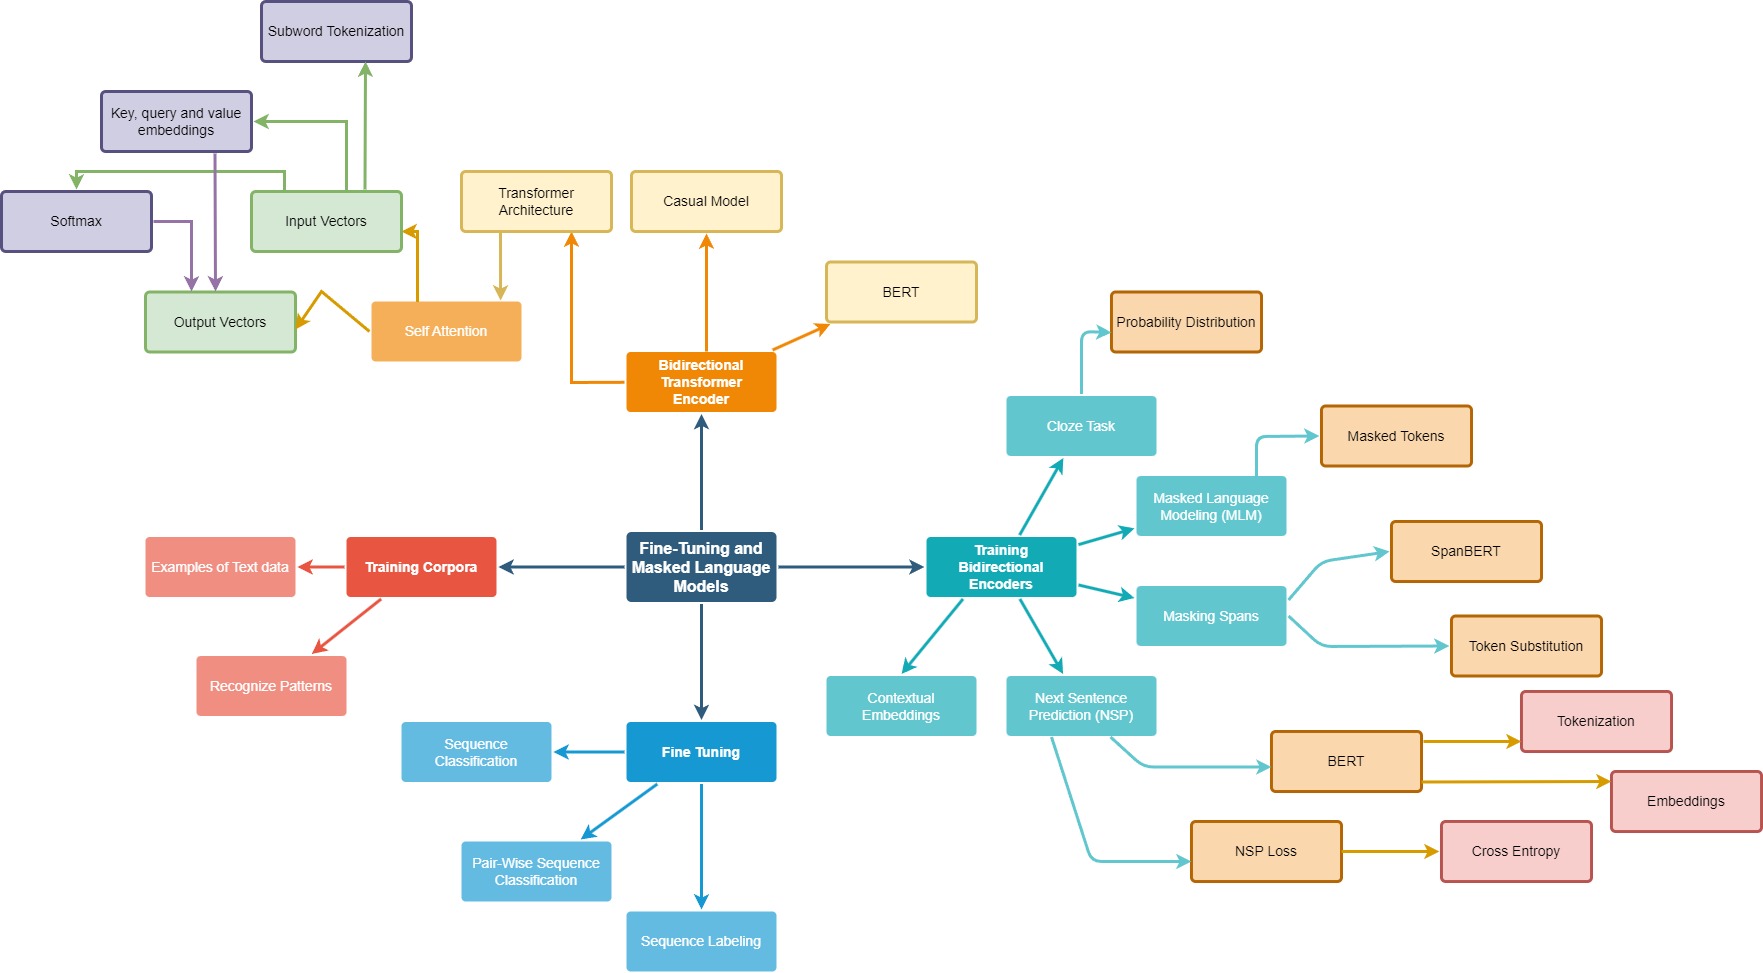 Subword Tokenization
Key, query and value
embeddings
Softmax
Input Vectors
Transformer
Architecture
Casual Model
BERT
Output Vectors
Self Attention
Probability Distribution
Bidirectional
Transformer
Encoder
Cloze Task
Masked Tokens
Masked Language
Modeling (MLM)
Examples of Text data
Training Corpora
Fine-Tuning and
Masked Language
Models
Training
Bidirectional
Encoders
SpanBERT
Masking Spans
Token Substitution
Recognize Patterns
Contextual
Embeddings
Next Sentence
Prediction (NSP)
Tokenization
Sequence
Classification
Fine Tuning
BERT
Embeddings
Pair-Wise Sequence
Classification
NSP Loss
Cross Entropy
Sequence Labeling